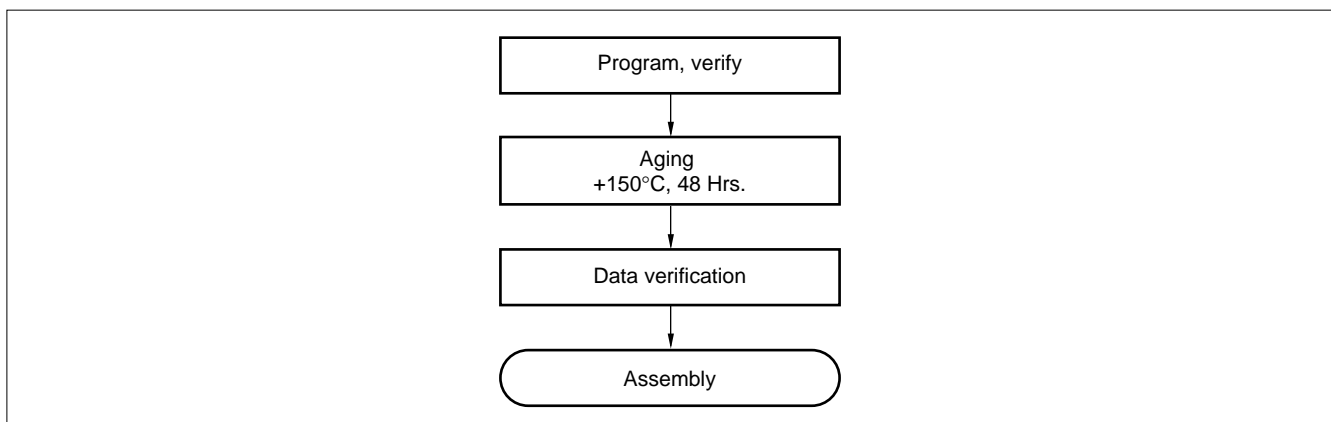 Program, verify
Aging
+150°C, 48 Hrs.
Data verification
Assembly